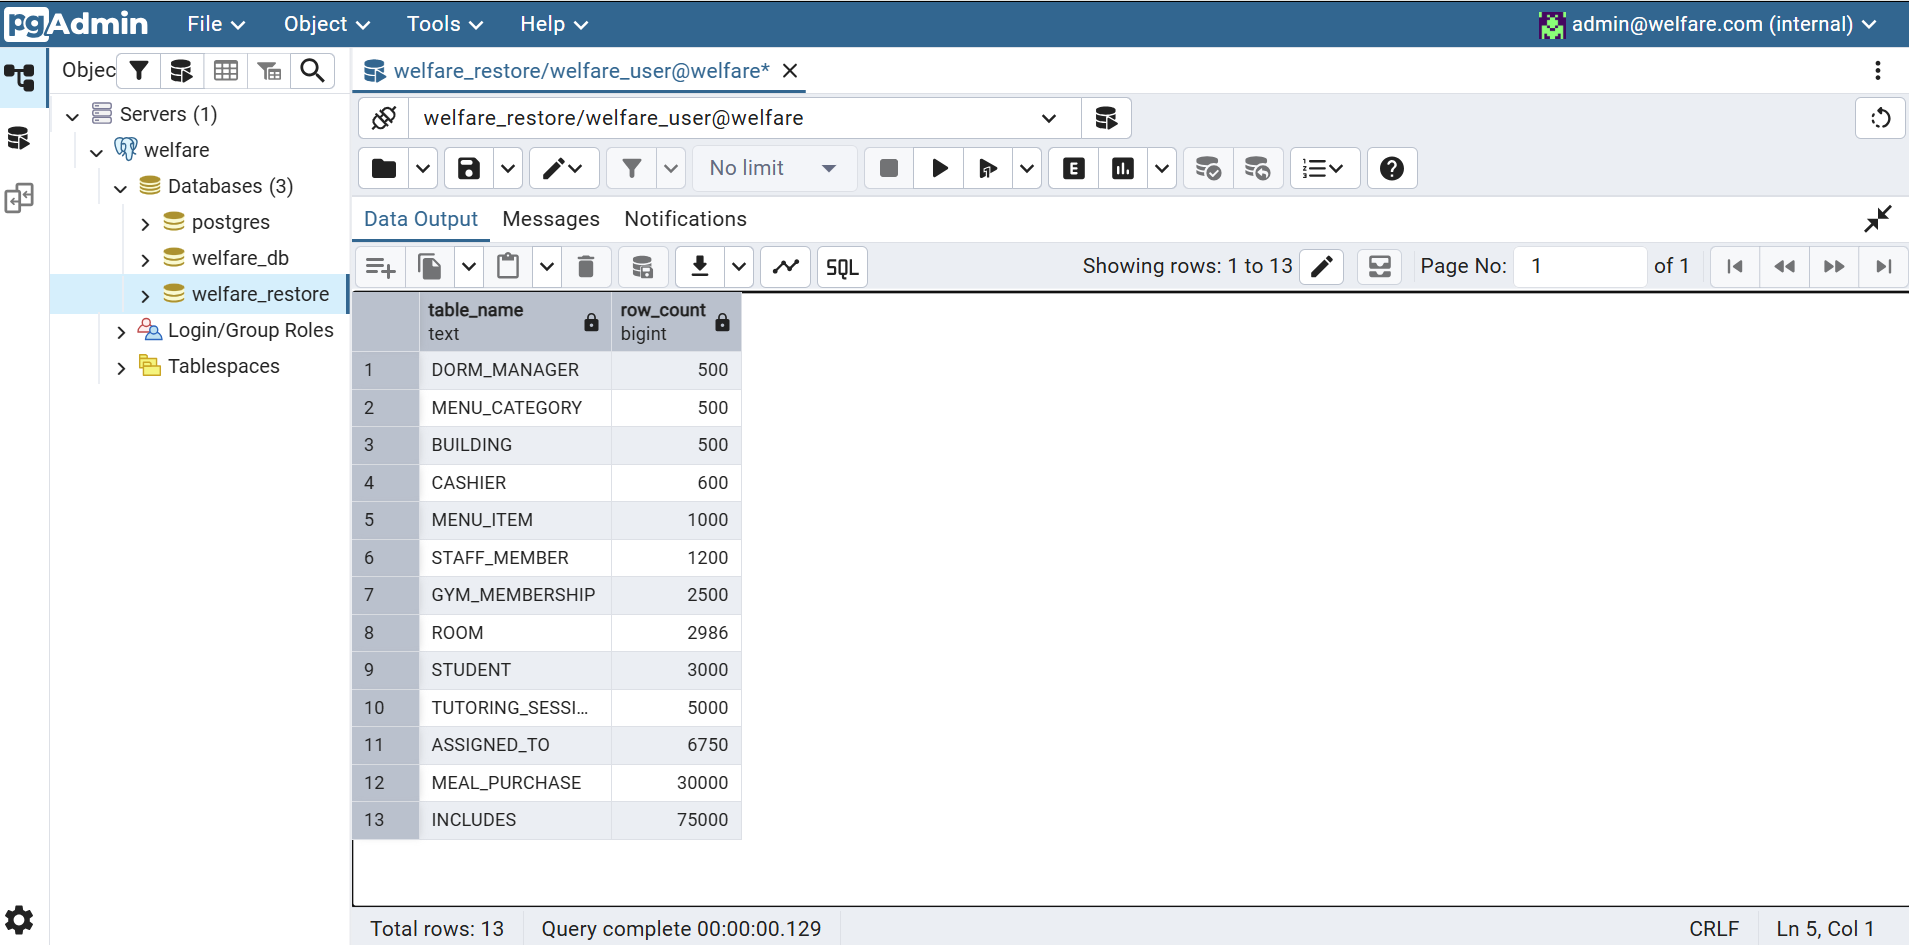 pgAdmin File Object Tools Help admin@welfare.com (internal)
Objec
welfare_restore/welfare_user@welfare*
Servers (1)
welfare
Databases (3)
postgres
welfare_db
welfare_restore
Login/Group Roles
Tablespaces
welfare_restore/welfare_user@welfare
No limit
E
Data Output Messages Notifications
SQL Showing rows: 1 to 13 Page No: 1 of 1
table_name row_count
text bigint
1 DORM_MANAGER 500
2 MENU_CATEGORY 500
3 BUILDING 500
4 CASHIER 600
5 MENU_ITEM 1000
6 STAFF_MEMBER 1200
7 GYM_MEMBERSHIP 2500
8 ROOM 2986
9 STUDENT 3000
10 TUTORING_SESSI... 5000
11 ASSIGNED_TO 6750
12 MEAL_PURCHASE 30000
13 INCLUDES 75000
Total rows: 13 Query complete 00:00:00.129 CRLF Ln 5, Col 1